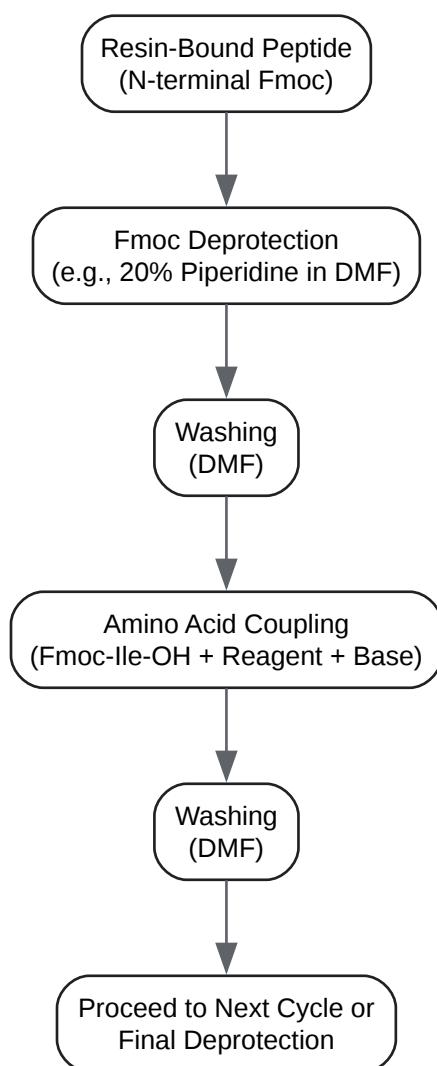 Resin-Bound Peptide
(N-terminal Fmoc)
Fmoc Deprotection
(e.g., 20% Piperidine in DMF)
Washing
(DMF)
Amino Acid Coupling
(Fmoc-Ile-OH + Reagent + Base)
Washing
(DMF)
Proceed to Next Cycle or
Final Deprotection